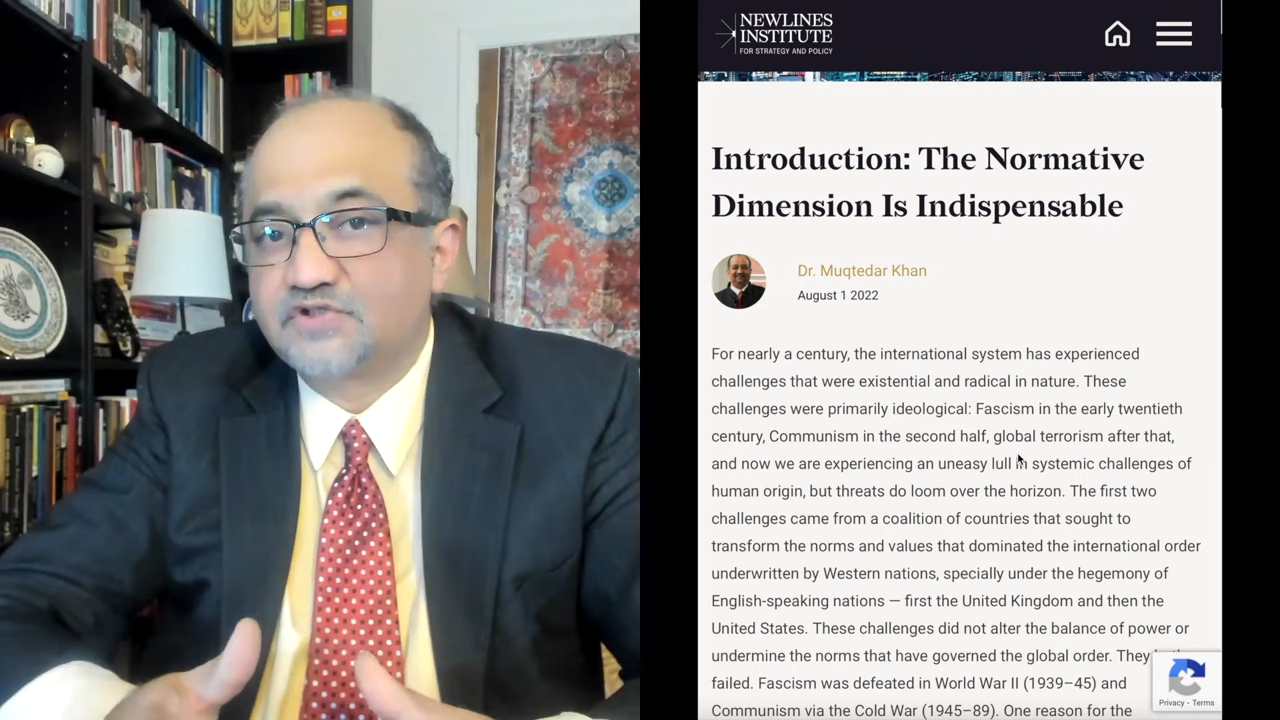 NEWLINES
INSTITUTE
FOR STRATEGY AND POLICY
Introduction: The Normative
Dimension Is Indispensable
Dr. Muqtedar Khan
August 1 2022
For nearly a century, the international system has experienced
challenges that were existential and radical in nature. These
challenges were primarily ideological: Fascism in the early twentieth
century, Communism in the second half, global terrorism after that,
and now we are experiencing an uneasy lull in systemic challenges of
human origin, but threats do loom over the horizon. The first two
challenges came from a coalition of countries that sought to
transform the norms and values that dominated the international order
underwritten by Western nations, specially under the hegemony of
English-speaking nations — first the United Kingdom and then the
United States. These challenges did not alter the balance of power or
undermine the norms that have governed the global order. They
failed. Fascism was defeated in World War II (1939–45) and
Communism via the Cold War (1945–89). One reason for the
Privacy - Terms